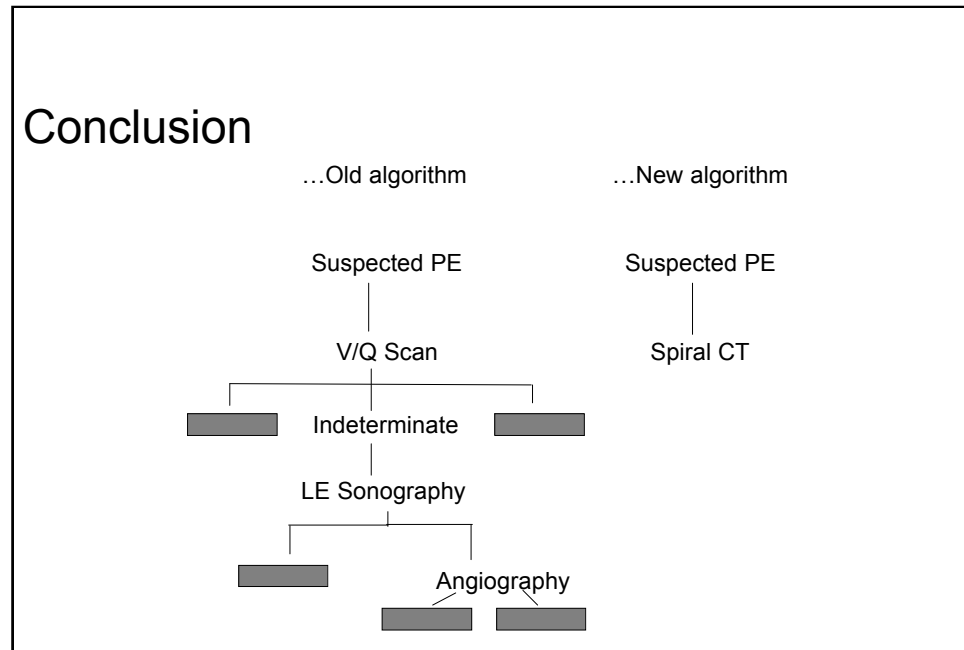 Conclusion
…Old algorithm …New algorithm
Suspected PE Suspected PE
V/Q Scan Spiral CT
Indeterminate
LE Sonography
Angiography